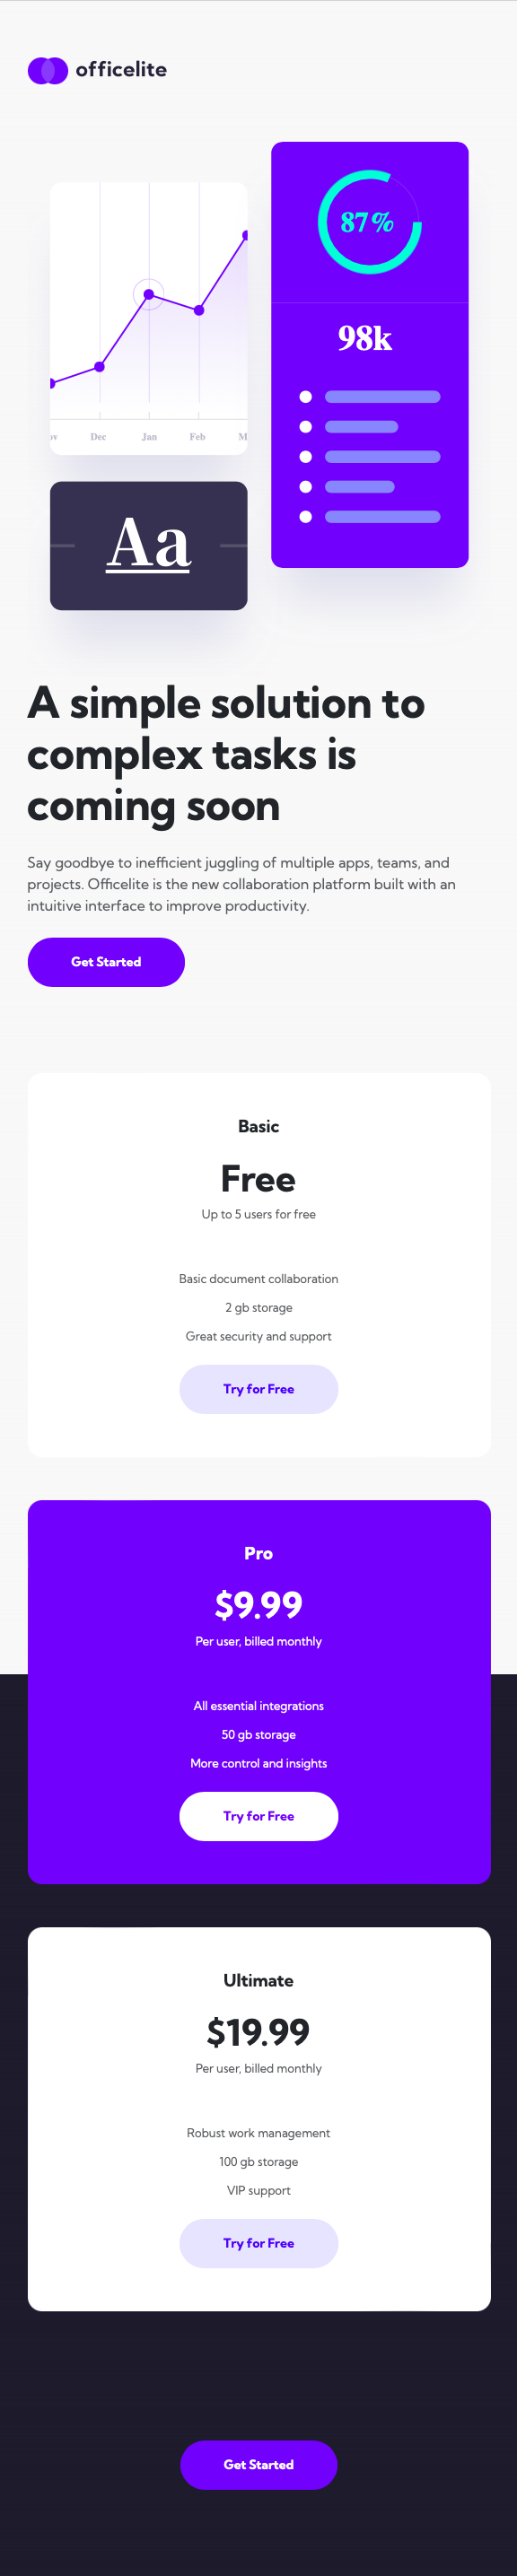 officelite
87%
98k
ov Dec Jan Feb M
Aa
A simple solution to
complex tasks is
coming soon
Say goodbye to inefficient juggling of multiple apps, teams, and
projects. Officelite is the new collaboration platform built with an
intuitive interface to improve productivity.
Get Started
Basic
Free
Up to 5 users for free
Basic document collaboration
2 gb storage
Great security and support
Try for Free
Pro
$9.99
Per user, billed monthly
All essential integrations
50 gb storage
More control and insights
Try for Free
Ultimate
$19.99
Per user, billed monthly
Robust work management
100 gb storage
VIP support
Try for Free
Get Started